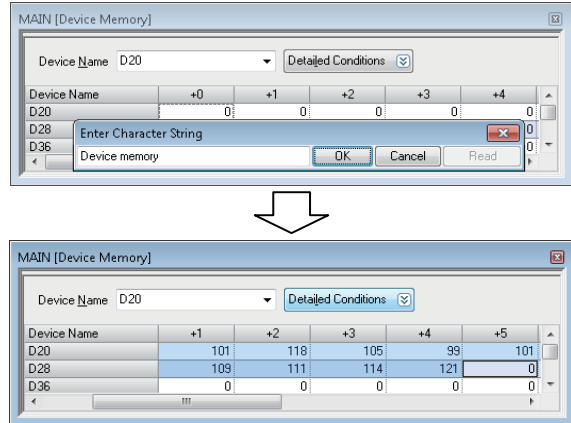 MAIN [Device Memory]
Device Name D20 Detailed Conditions
Device Name +0 +1 +2 +3 +4
D20 0 0 0 0 0
D28 0
Enter Character String
D36 0
Device memory OK Cancel Read
MAIN [Device Memory]
Device Name D20 Detailed Conditions
Device Name +1 +2 +3 +4 +5
D20 101 118 105 99 101
D28 109 111 114 121 0
D36 0 0 0 0 0